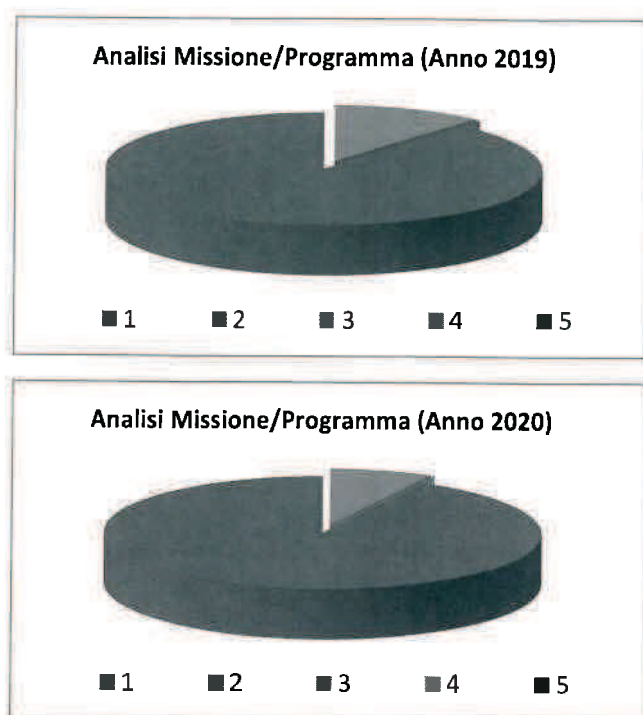 Analisi Missione/Programma (Anno 2019)
1 2 3 4 5
Analisi Missione/Programma (Anno 2020)
1 2 3 4 5